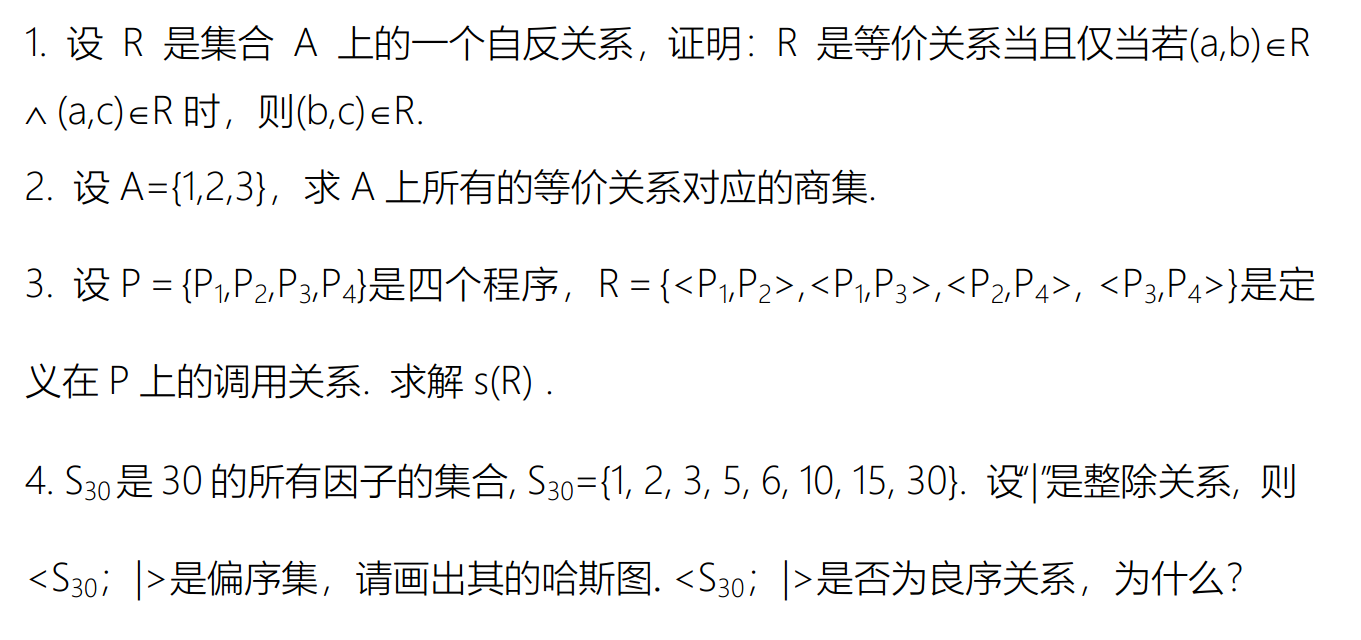 1. 设 R 是集合 A 上的一个自反关系，证明：R 是等价关系当且仅当若(a,b)∈R
∧ (a,c)∈R 时，则(b,c)∈R.
2. 设 A={1,2,3}，求 A 上所有的等价关系对应的商集.
3. 设 P = {P₁,P₂,P₃,P₄}是四个程序，R = {<P₁,P₂>,<P₁,P₃>,<P₂,P₄>, <P₃,P₄>}是定
义在 P 上的调用关系. 求解 s(R) .
4. S₃₀是 30 的所有因子的集合, S₃₀={1, 2, 3, 5, 6, 10, 15, 30}. 设“|”是整除关系, 则
<S₃₀；|>是偏序集，请画出其的哈斯图. <S₃₀；|>是否为良序关系，为什么？